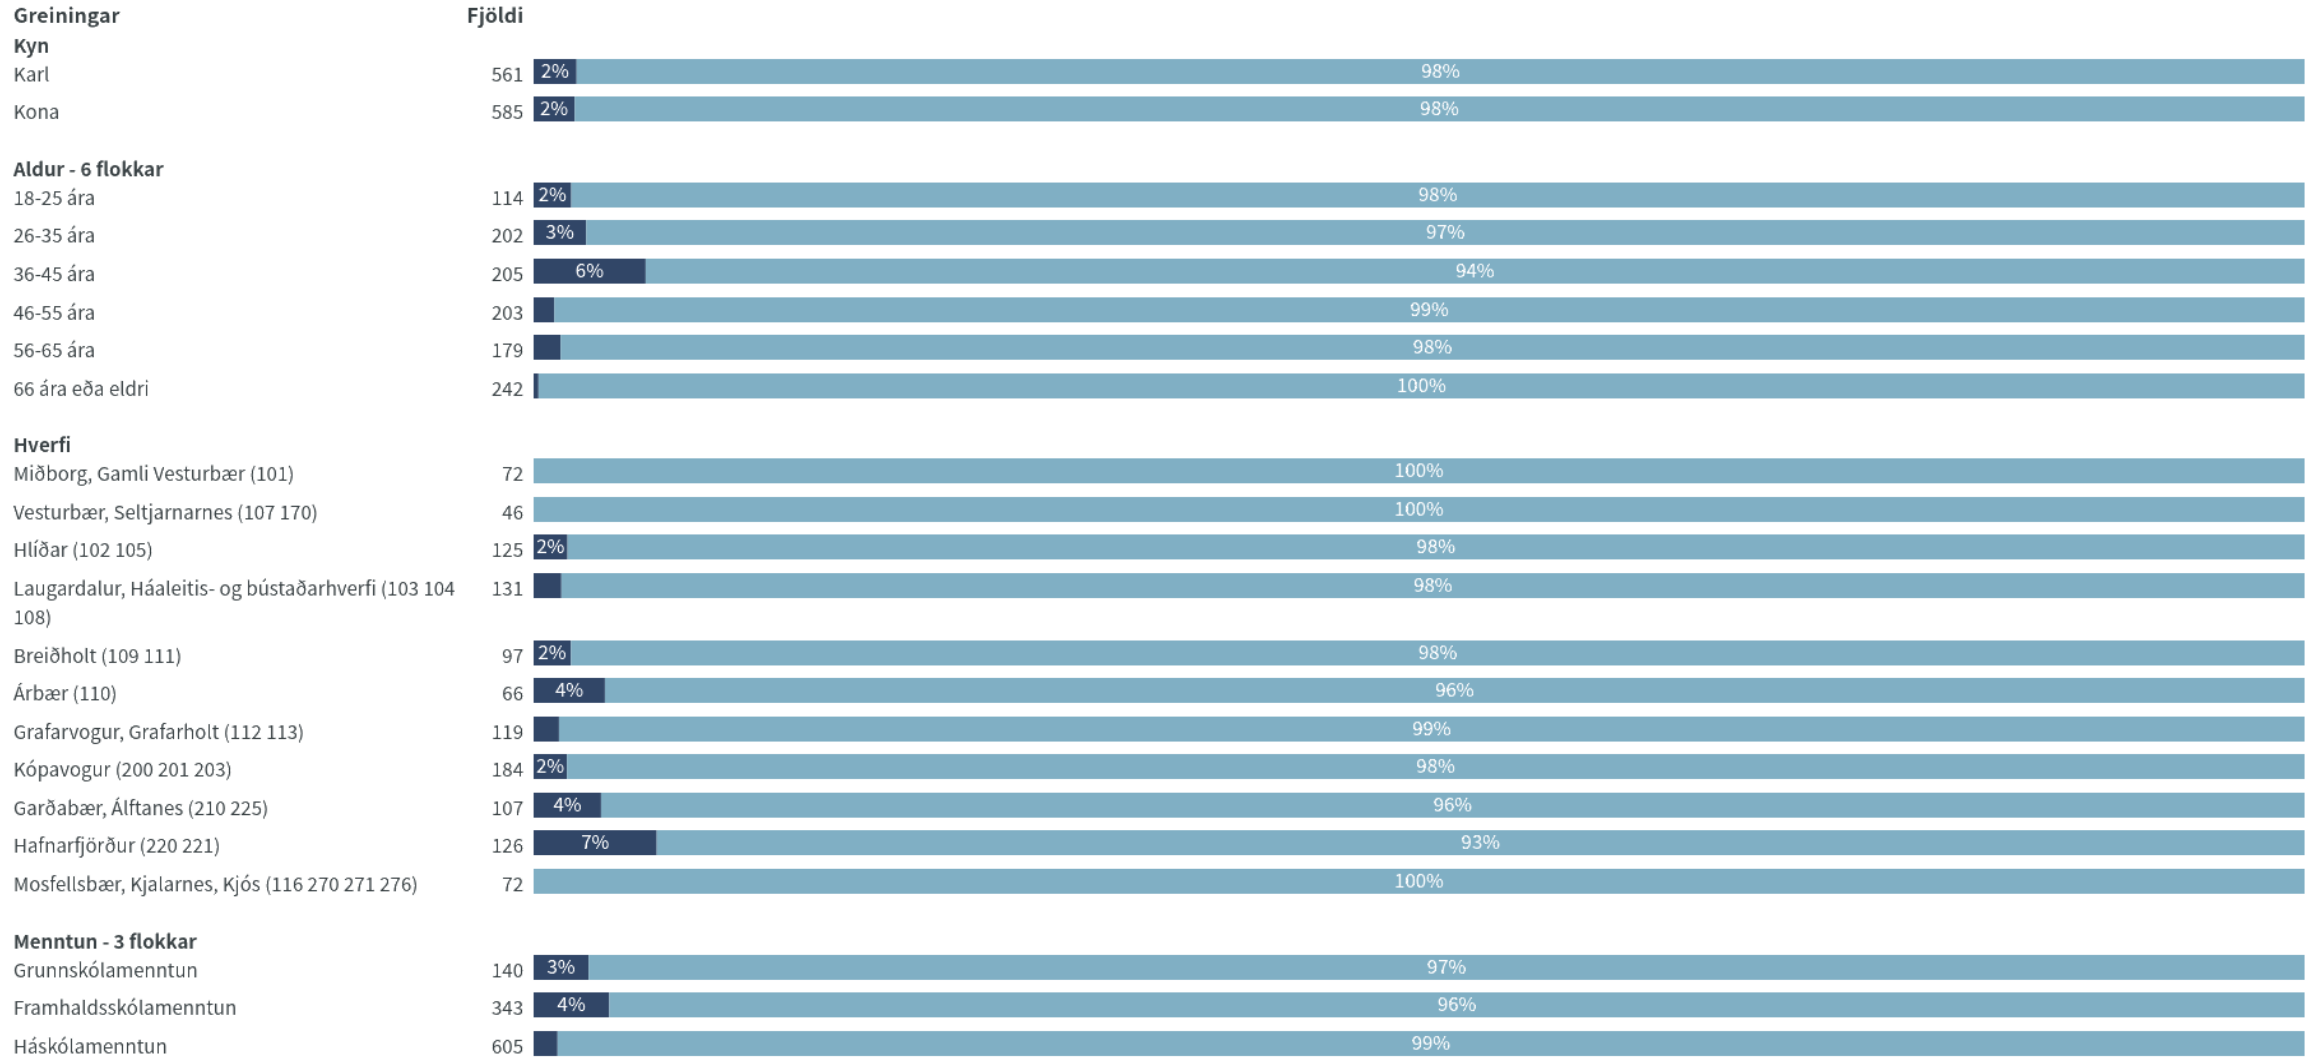 Greiningar Fjöldi
Kyn
Karl 561 2% 98%
Kona 585 2% 98%
Aldur - 6 flokkar
18-25 ára 114 2% 98%
26-35 ára 202 3% 97%
36-45 ára 205 6% 94%
46-55 ára 203 99%
56-65 ára 179 98%
66 ára eða eldri 242 100%
Hverfi
Miðborg, Gamli Vesturbær (101) 72 100%
Vesturbær, Seltjarnarnes (107 170) 46 100%
Hlíðar (102 105) 125 2% 98%
Laugardalur, Háaleitis- og bústaðarhverfi (103 104 131 98%
108)
Breiðholt (109 111) 97 2% 98%
Árbær (110) 66 4% 96%
Grafarvogur, Grafarholt (112 113) 119 99%
Kópavogur (200 201 203) 184 2% 98%
Garðabær, Álftanes (210 225) 107 4% 96%
Hafnarfjörður (220 221) 126 7% 93%
Mosfellsbær, Kjalarnes, Kjós (116 270 271 276) 72 100%
Menntun - 3 flokkar
Grunnskólamenntun 140 3% 97%
Framhaldsskólamenntun 343 4% 96%
Háskólamenntun 605 99%